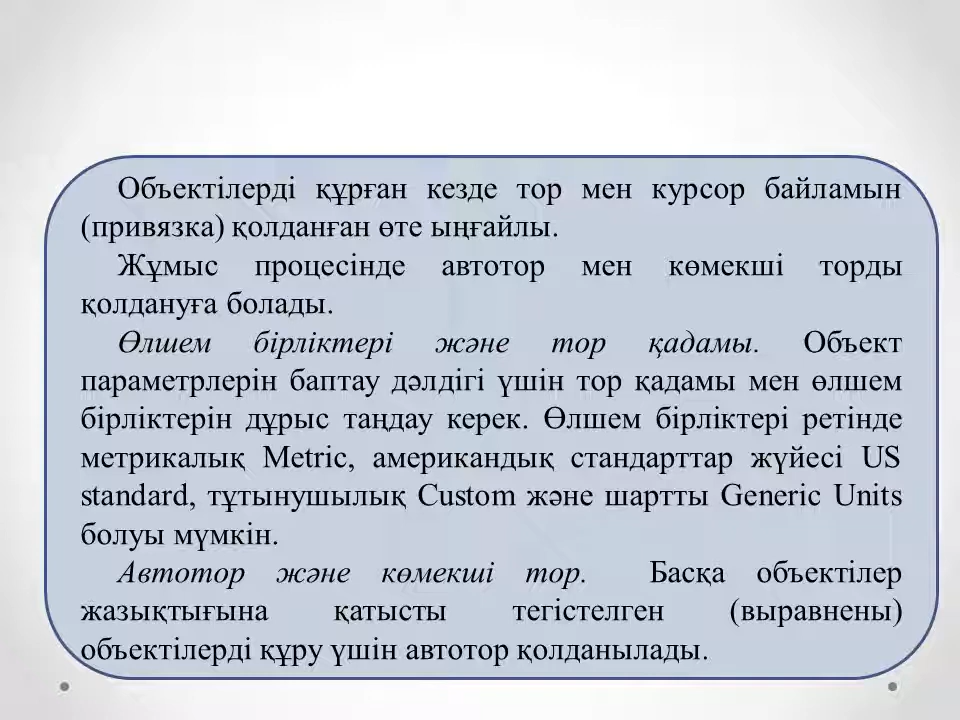 Объектілерді құрған кезде тор мен курсор байламын
(привязка) қолданған өте ыңғайлы.
Жұмыс процесінде автотор мен көмекші торды
қолдануға болады.
Өлшем бірліктері және тор қадамы. Объект
параметрлерін баптау дәлдігі үшін тор қадамы мен өлшем
бірліктерін дұрыс таңдау керек. Өлшем бірліктері ретінде
метрикалық Metric, американдық стандарттар жүйесі US
standard, тұтынушылық Custom және шартты Generic Units
болуы мүмкін.
Автотор және көмекші тор. Басқа объектілер
жазықтығына қатысты тегістелген (выравнены)
объектілерді құру үшін автотор қолданылады.